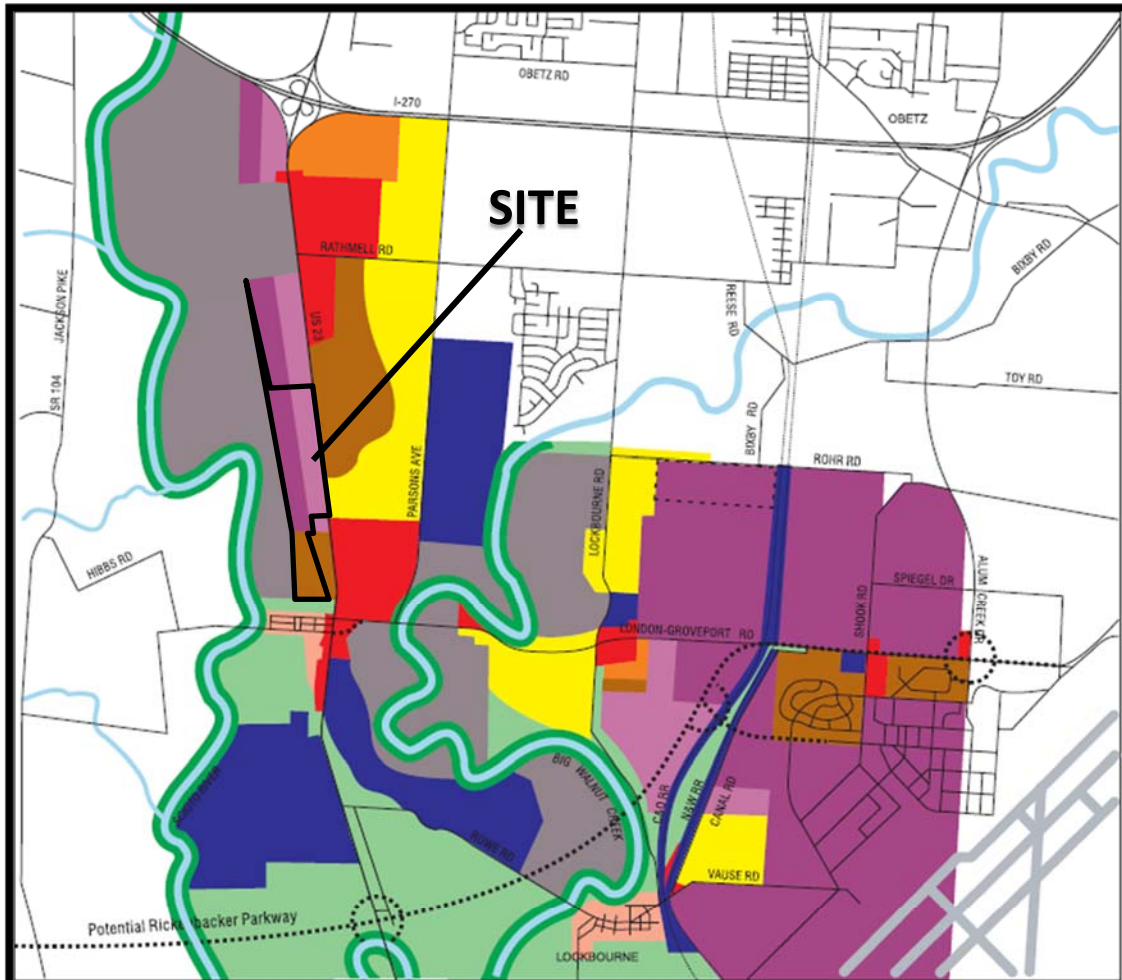 OBETZ RD
I-270
OBETZ
SITE
RATHMELL RD
BIXBY RD
JACKSON PIKE
REESE RD
US 23
SR 104
TOY RD
BIXBY RD
ROHR RD
PARSONS AVE
LOCKBOURNE RD
HIBBS RD
ALUM CREEK DR
SPIEGEL DR
SHOOK RD
LONDON-GROVEPORT RD
BIG WALNUT CREEK
SCIOTO RIVER
C&O RR
N&W RR
CANAL RD
ROWE RD
VAUSE RD
Potential Rickenbacker Parkway
LOCKBOURNE